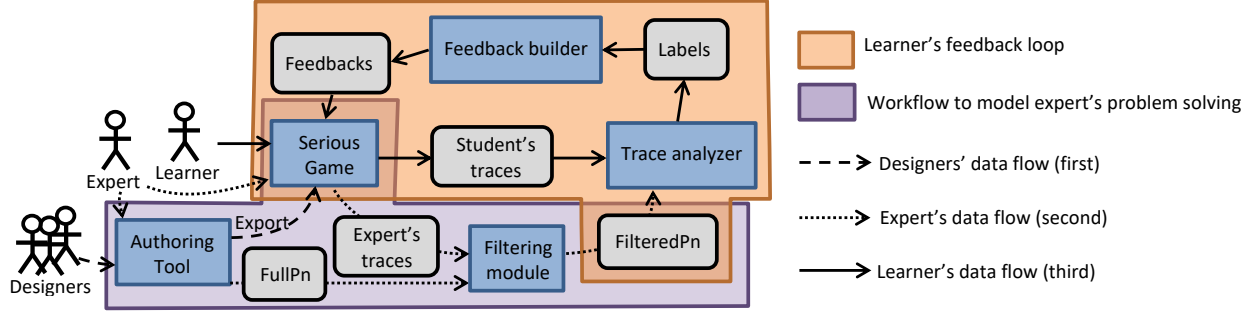 Feedbacks
Feedback builder
Labels
Serious
Game
Student's
traces
Trace analyzer
Expert
Learner
Designers
Authoring
Tool
Export
FullPn
Expert's
traces
Filtering
module
FilteredPn
Learner's feedback loop
Workflow to model expert's problem solving
Designers' data flow (first)
Expert's data flow (second)
Learner's data flow (third)